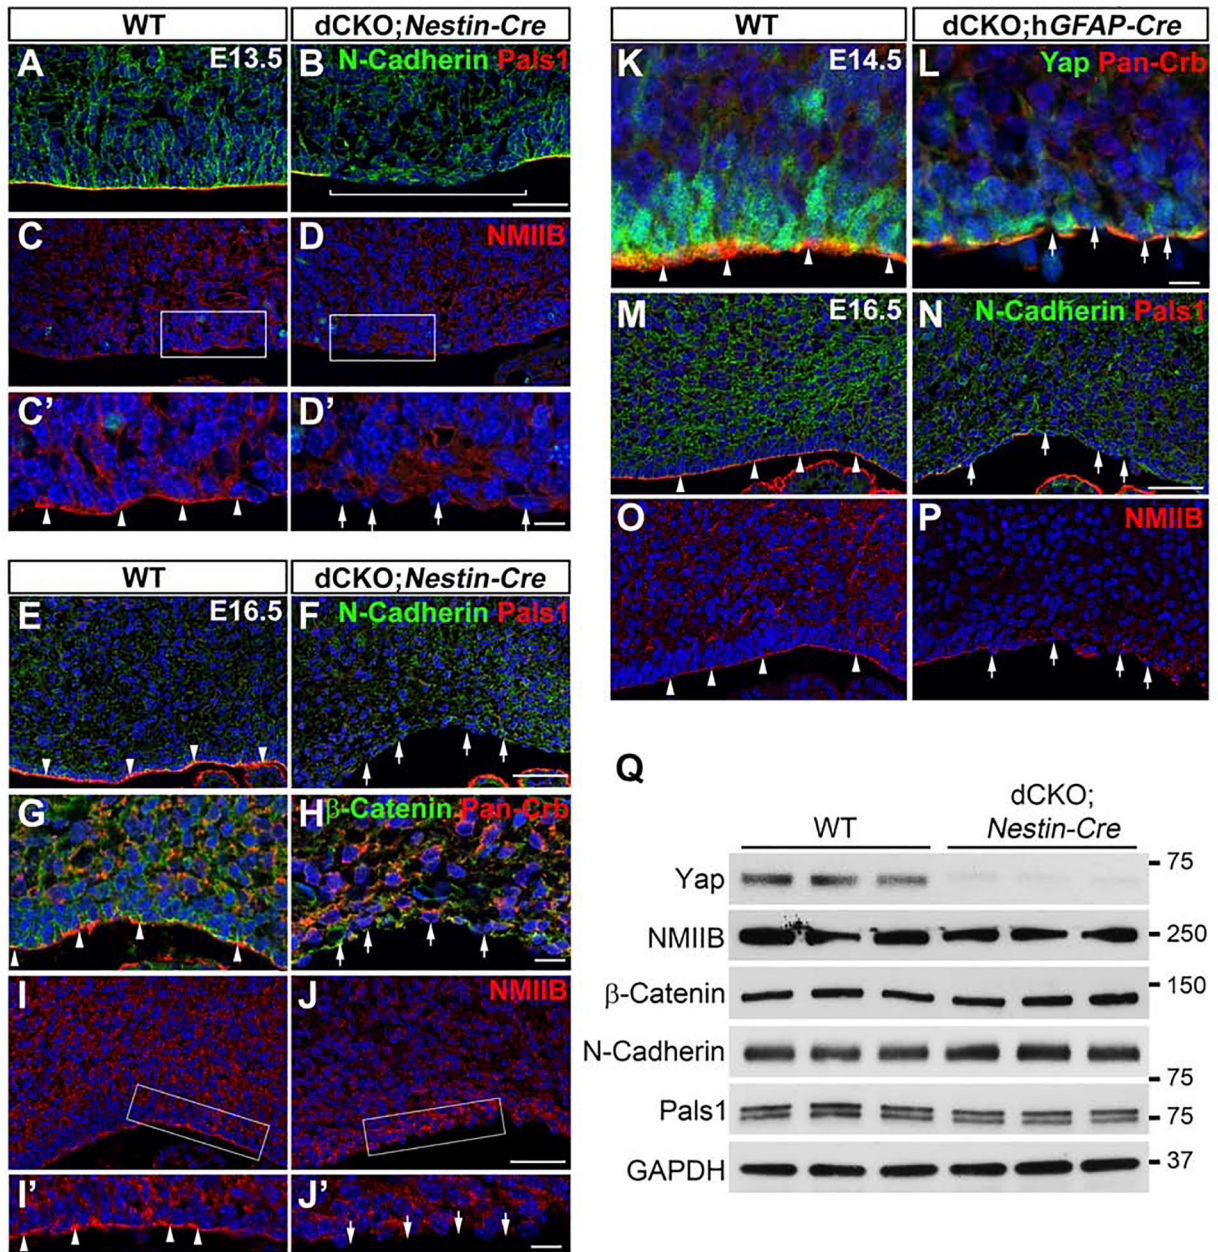 WT dCKO;Nestin-Cre
A E13.5 B N-Cadherin Pals1
C D NMIIB
C’ D’
WT dCKO;Nestin-Cre
E E16.5 F N-Cadherin Pals1
G H β-Catenin Pan-Crb
I J NMIIB
I’ J’
WT dCKO;hGFAP-Cre
K E14.5 L Yap Pan-Crb
M E16.5 N N-Cadherin Pals1
O P NMIIB
Q
WT dCKO;
Nestin-Cre
Yap 75
NMIIB 250
β-Catenin 150
N-Cadherin
75
Pals1 75
GAPDH 37